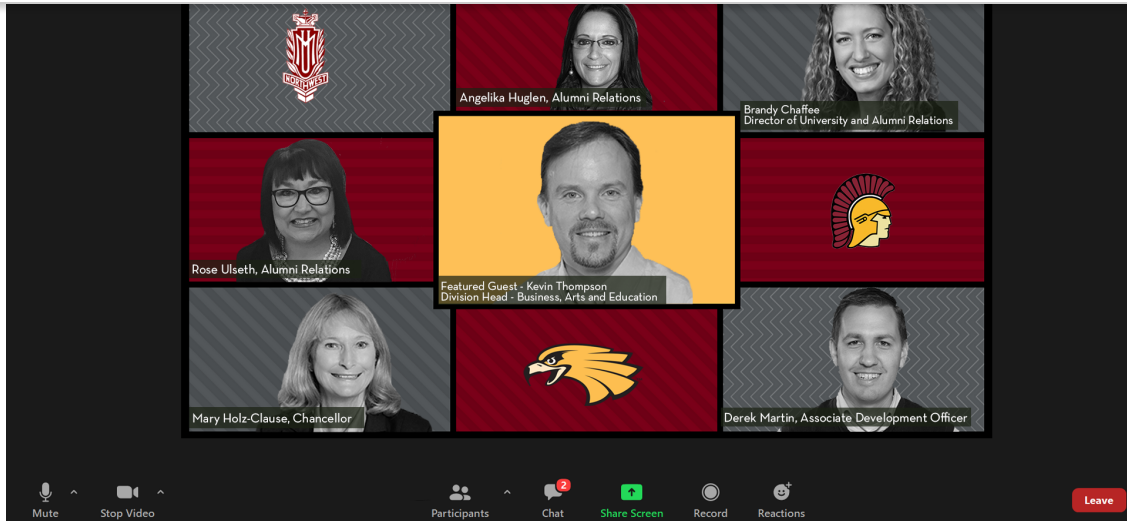 NORTHWEST
Angelika Huglen, Alumni Relations
Brandy Chaffee
Director of University and Alumni Relations
Rose Ulseth, Alumni Relations
Featured Guest - Kevin Thompson
Division Head - Business, Arts and Education
Mary Holz-Clause, Chancellor
Derek Martin, Associate Development Officer
2
Mute
Stop Video
Participants
Chat
Share Screen
Record
Reactions
Leave